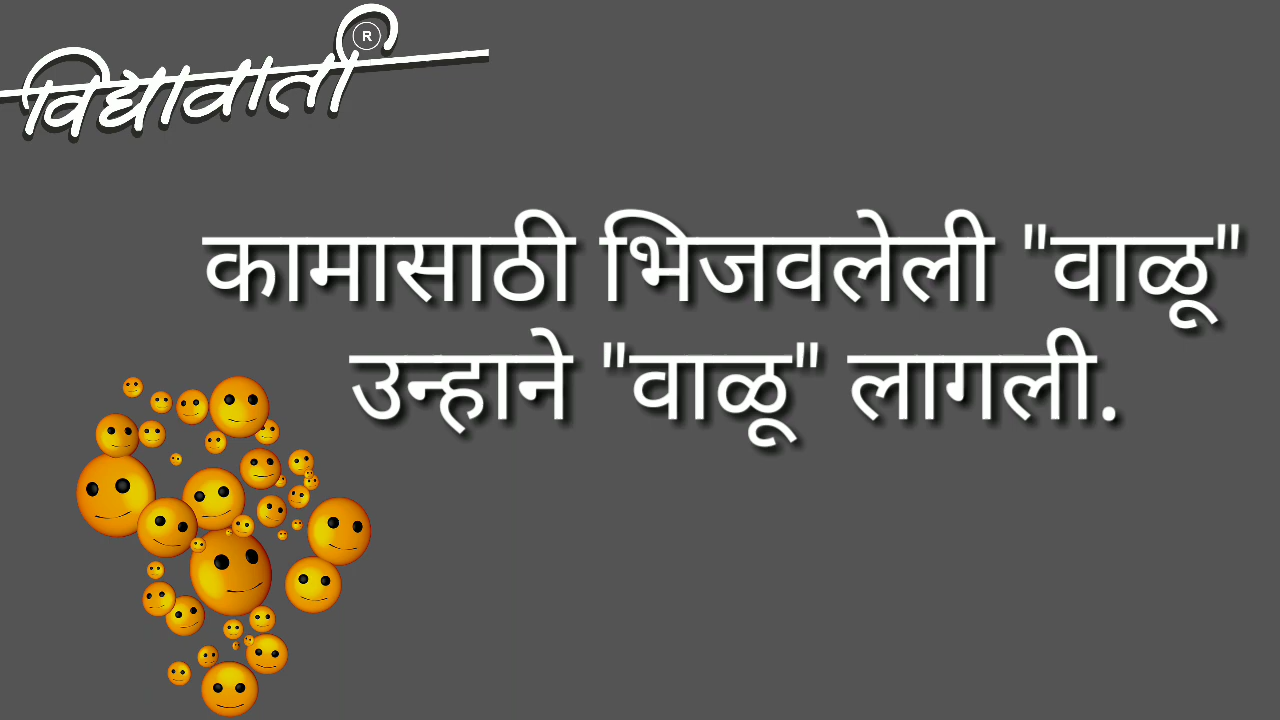 विद्यावार्ता
R
कामासाठी भिजवलेली "वाळू"
उन्हाने "वाळू" लागली.